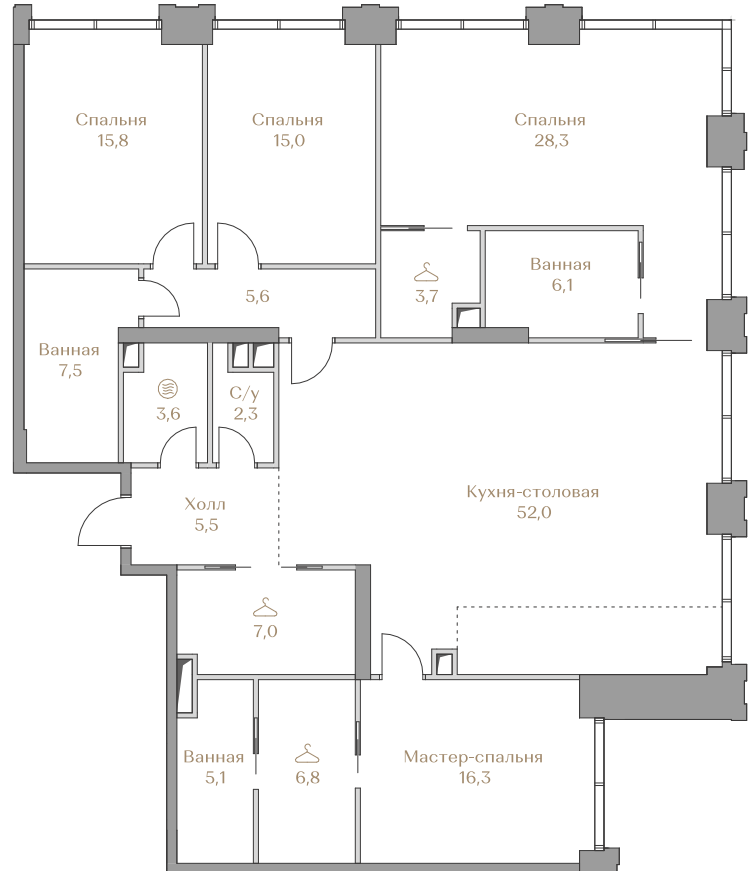 Спальня
15,8
Спальня
15,0
Спальня
28,3
Ванная
6,1
3,7
5,6
Ванная
7,5
3,6
С/у
2,3
Холл
5,5
Кухня-столовая
52,0
7,0
Ванная
5,1
6,8
Мастер-спальня
16,3